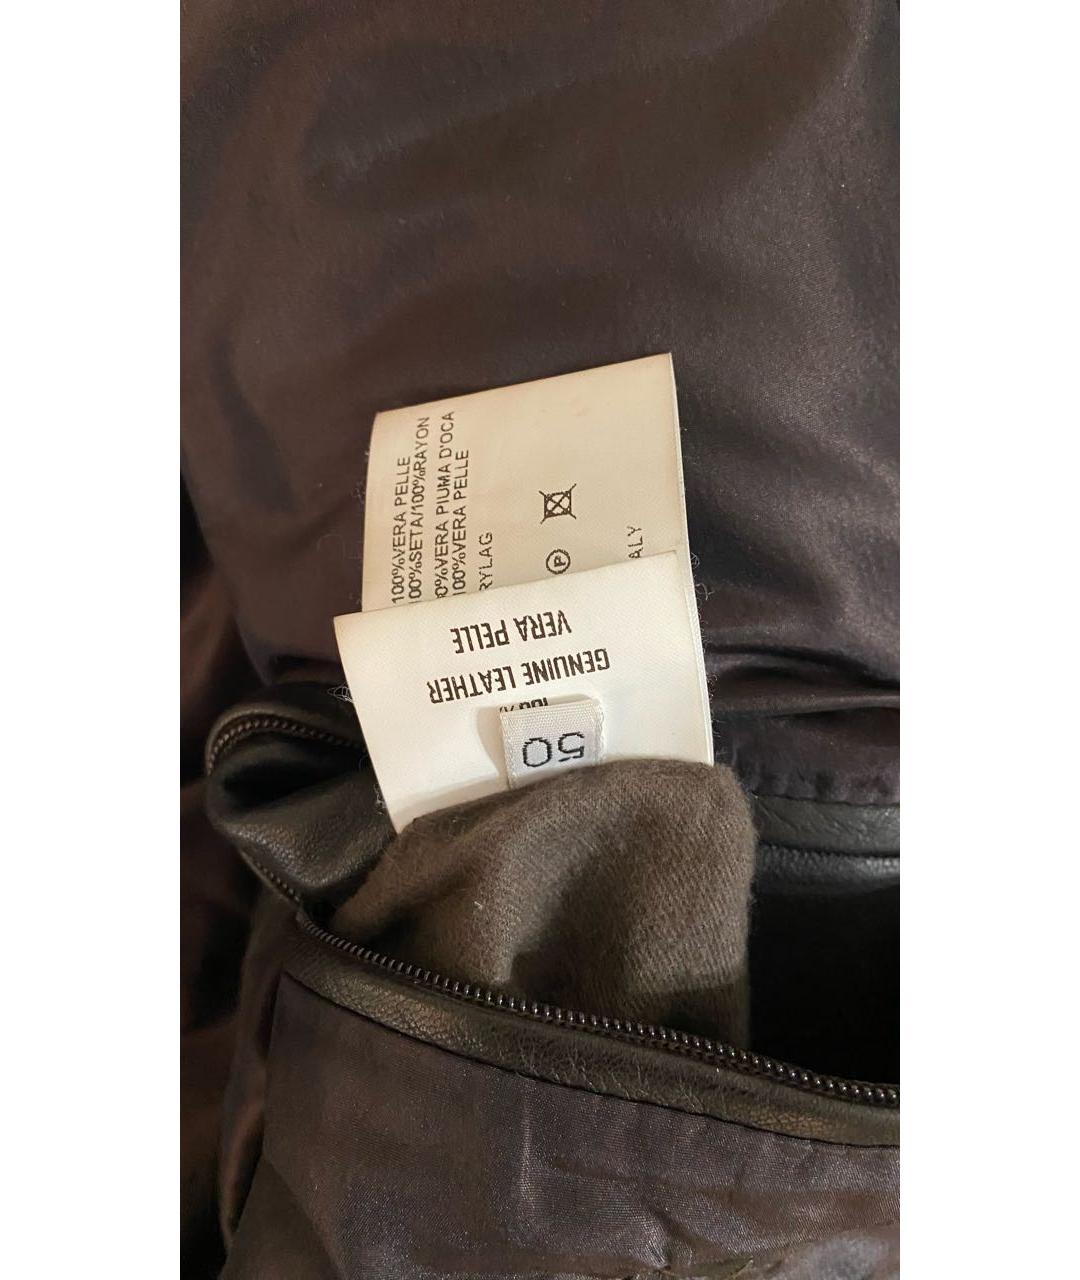 100%VERA PELLE
100%SETA/100%RAYON
0%VERA PIUMA D'OCA
100%VERA PELLE
RYLAG
P
ALY
VERA PELLE
GENUINE LEATHER
100%
50